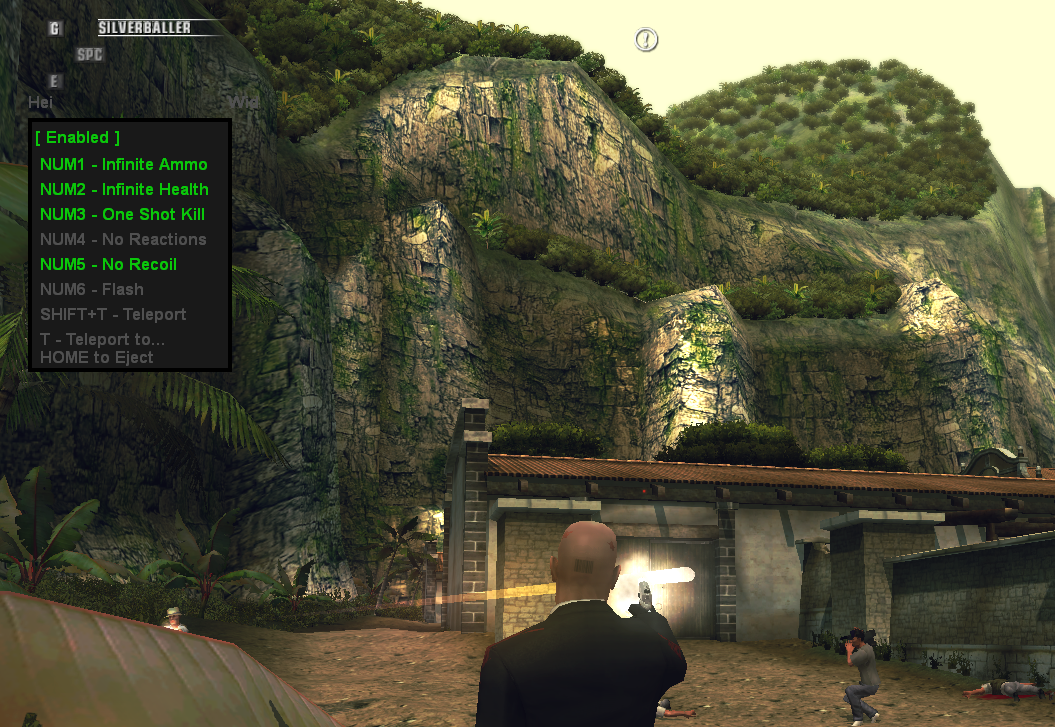 G SILVERBALLER
SPC
E
Hei Wid
[ Enabled ]
NUM1 - Infinite Ammo
NUM2 - Infinite Health
NUM3 - One Shot Kill
NUM4 - No Reactions
NUM5 - No Recoil
NUM6 - Flash
SHIFT+T - Teleport
T - Teleport to...
HOME to Eject